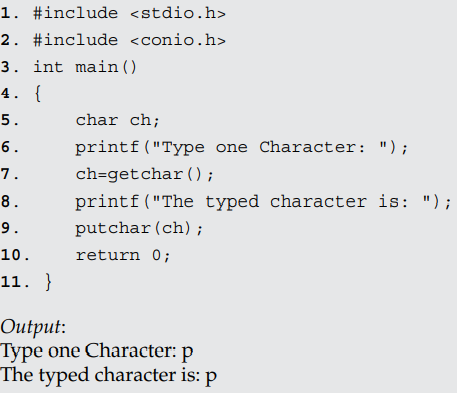 1. #include <stdio.h>
2. #include <conio.h>
3. int main()
4. {
5. char ch;
6. printf("Type one Character: ");
7. ch=getchar();
8. printf("The typed character is: ");
9. putchar(ch);
10. return 0;
11. }
Output:
Type one Character: p
The typed character is: p